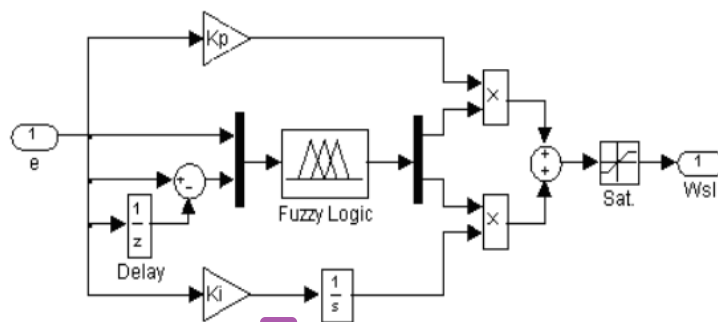 Kp
1
e
+
-
1
z
Delay
Fuzzy Logic
Ki
1
s
X
X
+
+
Sat.
1
Wsl